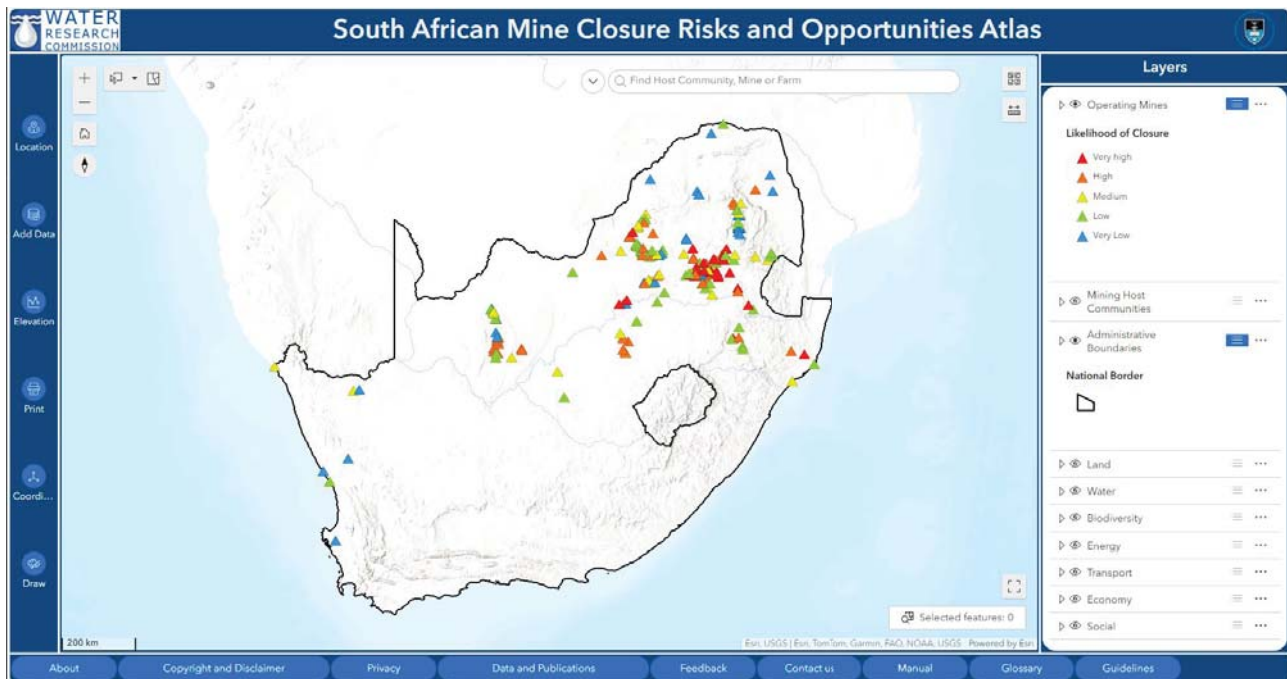 WATER
RESEARCH
COMMISSION
South African Mine Closure Risks and Opportunities Atlas
Location
Add Data
Elevation
Print
Coordi...
Draw
Find Host Community, Mine or Farm
Selected features: 0
200 km
Esri, USGS | Esri, TomTom, Garmin, FAO, NOAA, USGS Powered by Esri
Layers
Operating Mines
Likelihood of Closure
Very high
High
Medium
Low
Very Low
Mining Host
Communities
Administrative
Boundaries
National Border
Land
Water
Biodiversity
Energy
Transport
Economy
Social
About
Copyright and Disclaimer
Privacy
Data and Publications
Feedback
Contact us
Manual
Glossary
Guidelines